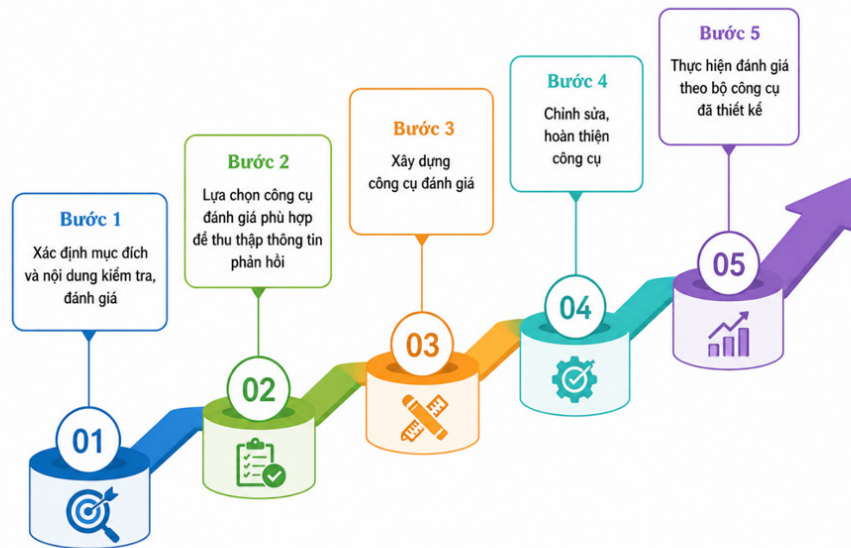 Bước 1
Xác định mục đích
và nội dung kiểm tra,
đánh giá
01
Bước 2
Lựa chọn công cụ
đánh giá phù hợp
để thu thập thông tin
phản hồi
02
Bước 3
Xây dựng
công cụ đánh giá
03
Bước 4
Chỉnh sửa,
hoàn thiện
công cụ
04
Bước 5
Thực hiện đánh giá
theo bộ công cụ
đã thiết kế
05